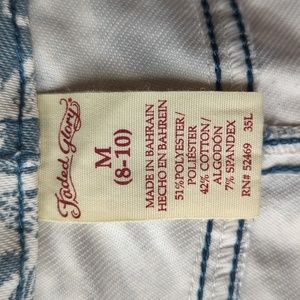 Faded Glory
M
(8-10)
MADE IN BAHRAIN
HECHO EN BAHREIN
51%POLYESTER/
POLIÉSTER
42% COTTON/
ALGODON
7% SPANDEX
RN# 52469 35L